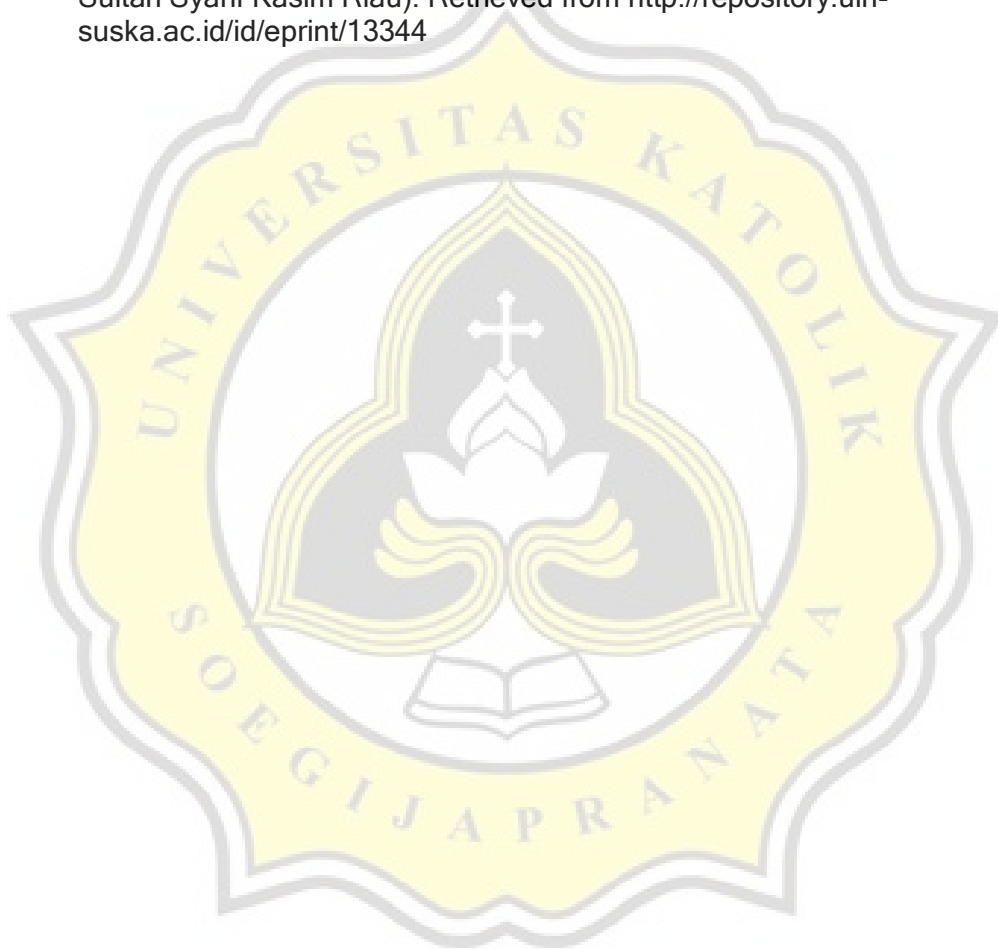 Sultan Syarif Kasim Riau). Retrieved from http://repository.uin-
suska.ac.id/id/eprint/13344
UNIVERSITAS KATOLIK
SOEGIJAPRANATA